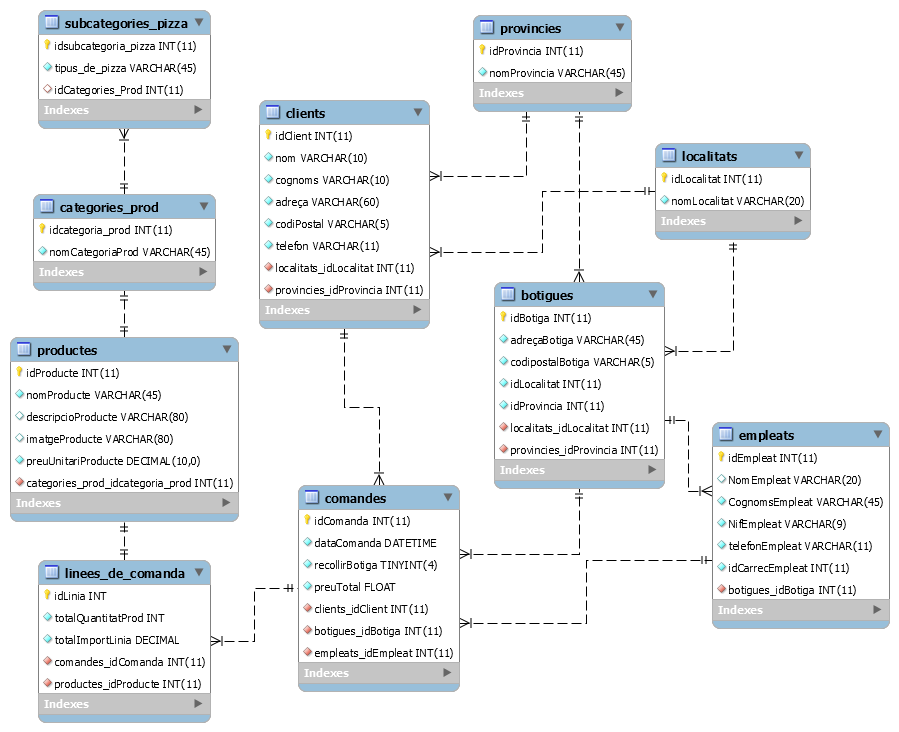 subcategories_pizza
idsubcategoria_pizza INT(11)
tipus_de_pizza VARCHAR(45)
idCategories_Prod INT(11)
Indexes
categories_prod
idcategoria_prod INT(11)
nomCategoriaProd VARCHAR(45)
Indexes
productes
idProducte INT(11)
nomProducte VARCHAR(45)
descripcioProducte VARCHAR(80)
imatgeProducte VARCHAR(80)
preuUnitariProducte DECIMAL(10,0)
categories_prod_idcategoria_prod INT(11)
Indexes
linees_de_comanda
idLinia INT
totalQuantitatProd INT
totalImportLinia DECIMAL
comandes_idComanda INT(11)
productes_idProducte INT(11)
Indexes
clients
idClient INT(11)
nom VARCHAR(10)
cognoms VARCHAR(10)
adreça VARCHAR(60)
codiPostal VARCHAR(5)
telefon VARCHAR(11)
localitats_idLocalitat INT(11)
provincies_idProvincia INT(11)
Indexes
comandes
idComanda INT(11)
dataComanda DATETIME
recollirBotiga TINYINT(4)
preuTotal FLOAT
clients_idClient INT(11)
botigues_idBotiga INT(11)
empleats_idEmpleat INT(11)
Indexes
provincies
idProvincia INT(11)
nomProvincia VARCHAR(45)
Indexes
localitats
idLocalitat INT(11)
nomLocalitat VARCHAR(20)
Indexes
botigues
idBotiga INT(11)
adreçaBotiga VARCHAR(45)
codipostalBotiga VARCHAR(5)
idLocalitat INT(11)
idProvincia INT(11)
localitats_idLocalitat INT(11)
provincies_idProvincia INT(11)
Indexes
empleats
idEmpleat INT(11)
NomEmpleat VARCHAR(20)
CognomsEmpleat VARCHAR(45)
NifEmpleat VARCHAR(9)
telefonEmpleat VARCHAR(11)
idCarrecEmpleat INT(11)
botigues_idBotiga INT(11)
Indexes